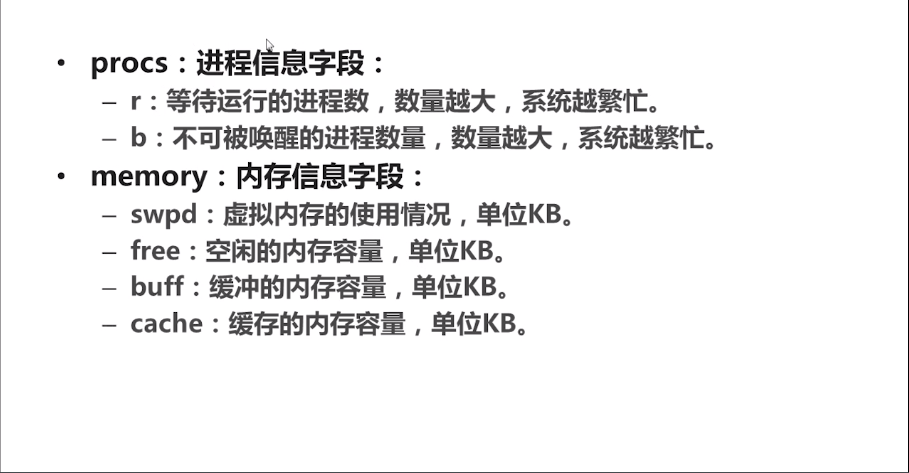 • procs：进程信息字段：
– r：等待运行的进程数，数量越大，系统越繁忙。
– b：不可被唤醒的进程数量，数量越大，系统越繁忙。
• memory：内存信息字段：
– swpd：虚拟内存的使用情况，单位KB。
– free：空闲的内存容量，单位KB。
– buff：缓冲的内存容量，单位KB。
– cache：缓存的内存容量，单位KB。